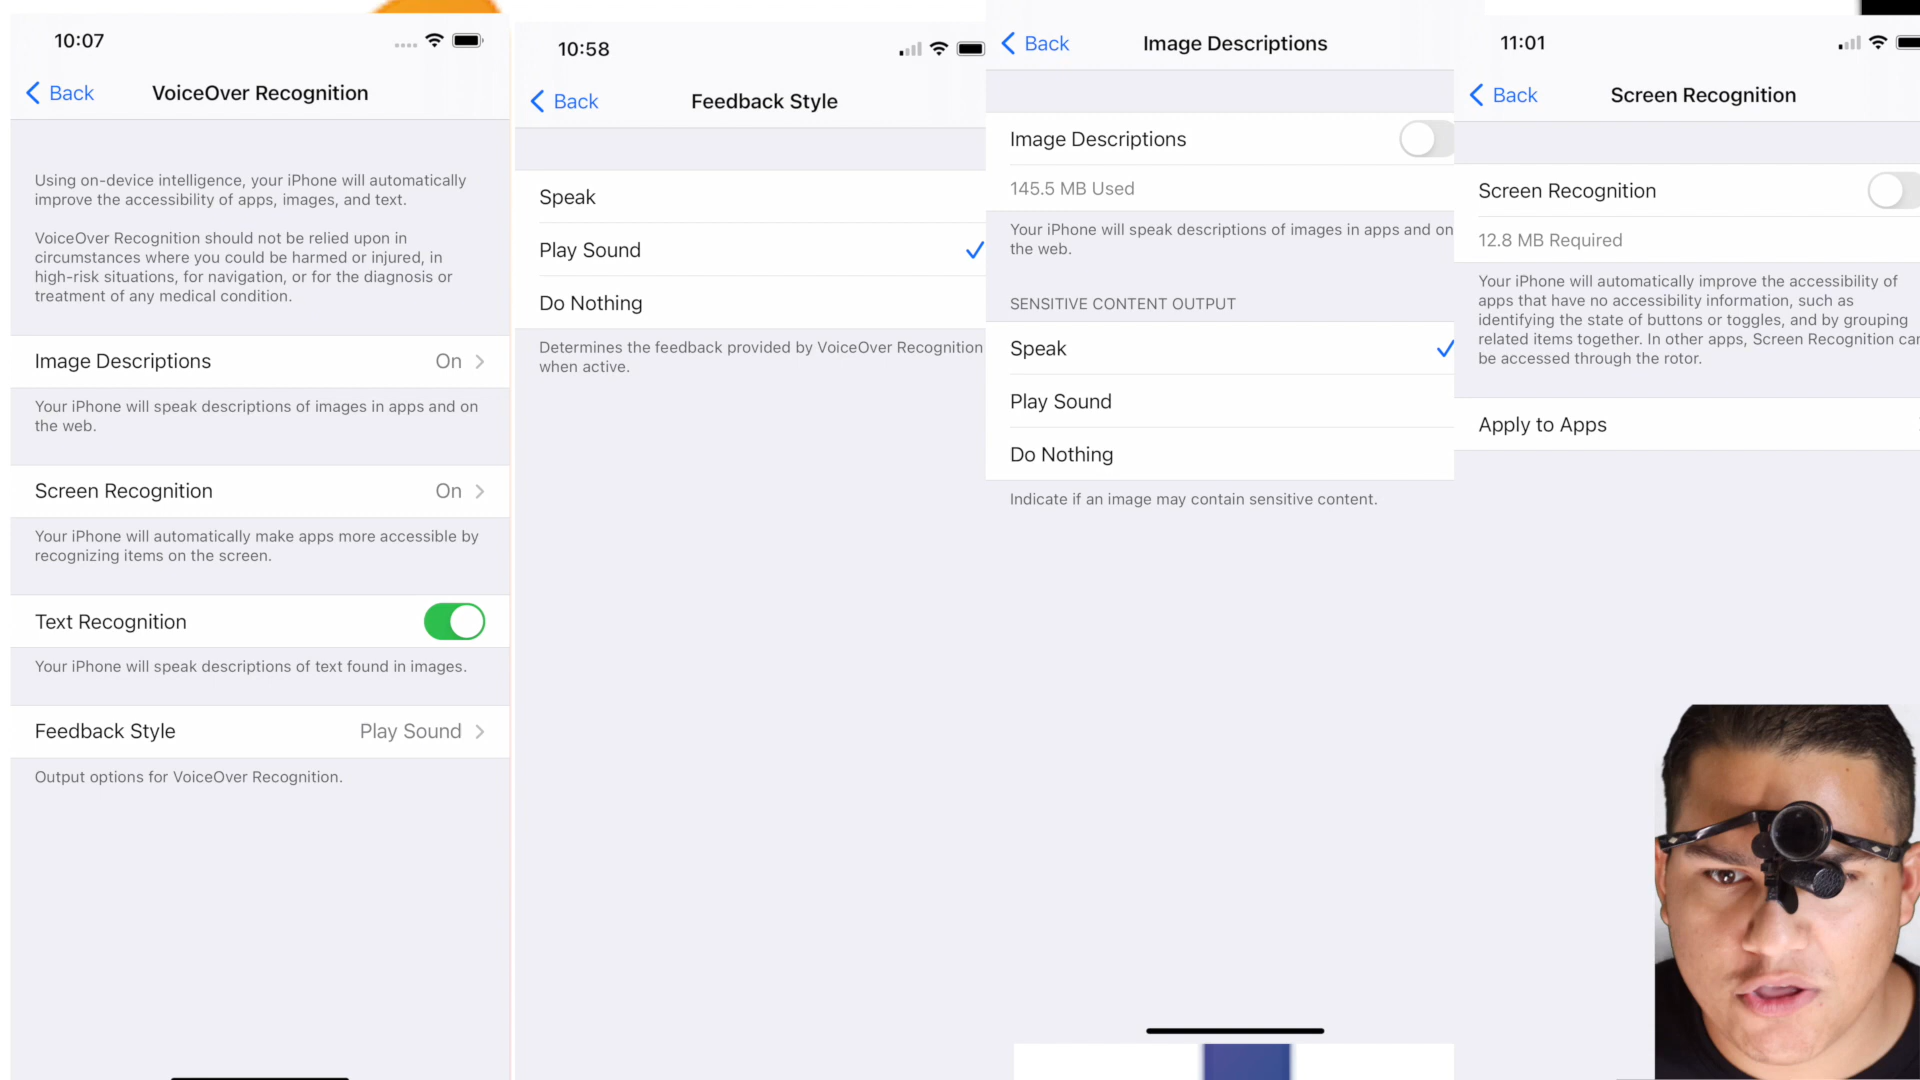 10:07
Back
VoiceOver Recognition
Using on-device intelligence, your iPhone will automatically
improve the accessibility of apps, images, and text.
VoiceOver Recognition should not be relied upon in
circumstances where you could be harmed or injured, in
high-risk situations, for navigation, or for the diagnosis or
treatment of any medical condition.
Image Descriptions On
Your iPhone will speak descriptions of images in apps and on
the web.
Screen Recognition On
Your iPhone will automatically make apps more accessible by
recognizing items on the screen.
Text Recognition
Your iPhone will speak descriptions of text found in images.
Feedback Style Play Sound
Output options for VoiceOver Recognition.
10:58
Back
Feedback Style
Speak
Play Sound
Do Nothing
Determines the feedback provided by VoiceOver Recognition
when active.
Back
Image Descriptions
Image Descriptions
145.5 MB Used
Your iPhone will speak descriptions of images in apps and on
the web.
SENSITIVE CONTENT OUTPUT
Speak
Play Sound
Do Nothing
Indicate if an image may contain sensitive content.
11:01
Back
Screen Recognition
Screen Recognition
12.8 MB Required
Your iPhone will automatically improve the accessibility of
apps that have no accessibility information, such as
identifying the state of buttons or toggles, and by grouping
related items together. In other apps, Screen Recognition can
be accessed through the rotor.
Apply to Apps